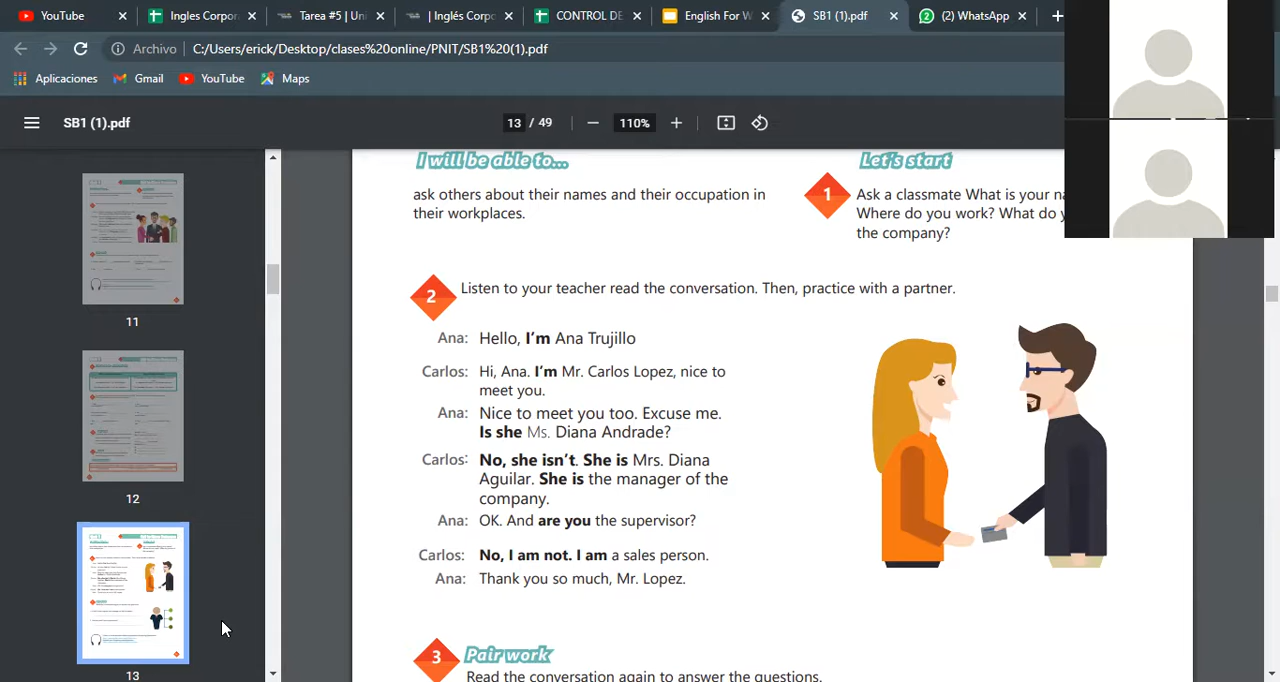 YouTube
Ingles Corpor
Tarea #5 | Uni
| Inglés Corpo
CONTROL DE
English For W
SB1 (1).pdf
(2) WhatsApp
Archivo
C:/Users/erick/Desktop/clases%20online/PNIT/SB1%20(1).pdf
Aplicaciones
Gmail
YouTube
Maps
SB1 (1).pdf
13 / 49
110%
11
12
13
I will be able to...
ask others about their names and their occupation in
their workplaces.
Let's start
1
Ask a classmate What is your
Where do you work? What do
the company?
2
Listen to your teacher read the conversation. Then, practice with a partner.
Ana: Hello, I'm Ana Trujillo
Carlos: Hi, Ana. I'm Mr. Carlos Lopez, nice to
meet you.
Ana: Nice to meet you too. Excuse me.
Is she Ms. Diana Andrade?
Carlos: No, she isn't. She is Mrs. Diana
Aguilar. She is the manager of the
company.
Ana: OK. And are you the supervisor?
Carlos: No, I am not. I am a sales person.
Ana: Thank you so much, Mr. Lopez.
3
Pair work
Read the conversation again to answer the questions.